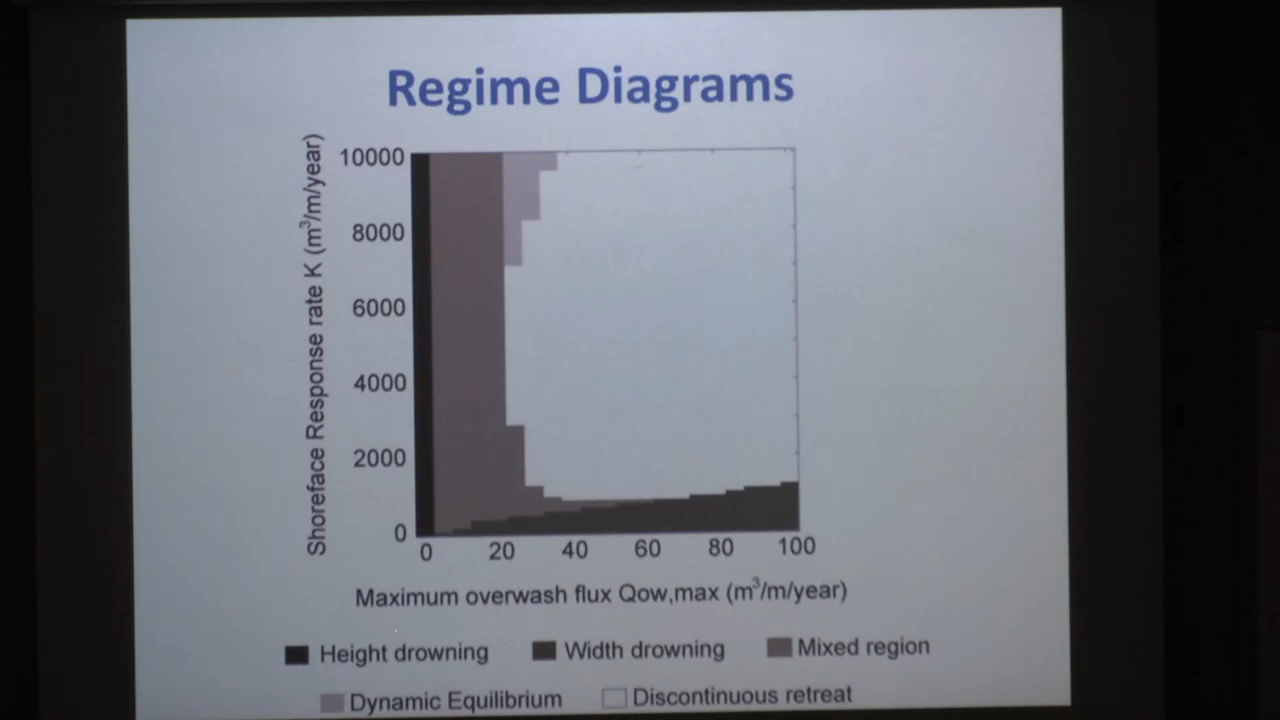 Regime Diagrams
Shoreface Response rate K (m³/m/year)
10000
8000
6000
4000
2000
0
0 20 40 60 80 100
Maximum overwash flux Qow,max (m³/m/year)
Height drowning Width drowning Mixed region
Dynamic Equilibrium Discontinuous retreat